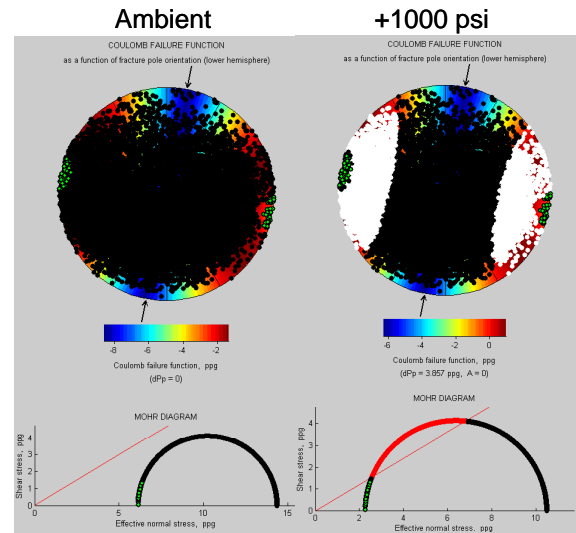 Ambient
COULOMB FAILURE FUNCTION
as a function of fracture pole orientation (lower hemisphere)
-8 -6 -4 -2
Coulomb failure function, ppg
(dPp = 0)
MOHR DIAGRAM
Shear stress, ppg
4
3
2
1
0
0 5 10 15
Effective normal stress, ppg
+1000 psi
COULOMB FAILURE FUNCTION
as a function of fracture pole orientation (lower hemisphere)
-6 -4 -2 0
Coulomb failure function, ppg
(dPp = 3.857 ppg, A = 0)
MOHR DIAGRAM
Shear stress, ppg
4
3
2
1
0
0 2 4 6 8 10
Effective normal stress, ppg